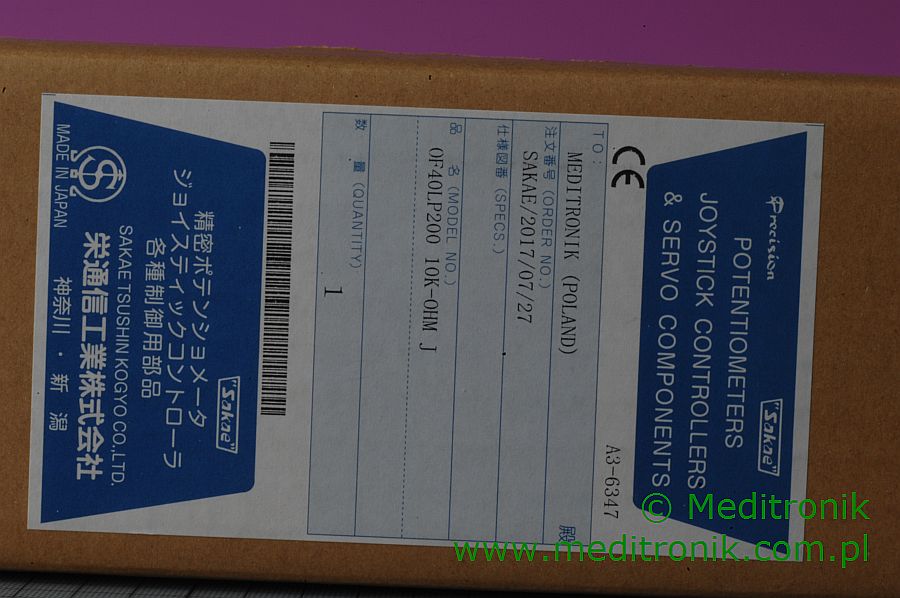 Precision
"Sakae"
POTENTIOMETERS
JOYSTICK CONTROLLERS
& SERVO COMPONENTS
CE
A3-6347
TO:
MEDITRONIK (POLAND)
殿
注文番号 (ORDER NO.)
SAKAE/2017/07/27
仕様図番 (SPECS.)
品 名 (MODEL NO.)
OF40LP200 10K-OHM J
数 量 (QUANTITY)
1
"Sakae"
精密ポテンショメータ
ジョイスティックコントローラ
各種制御用部品
SAKAE TSUSHIN KOGYO CO.,LTD.
栄通信工業株式会社
MADE IN JAPAN
神奈川・新潟
© Meditronik
www.meditronik.com.pl